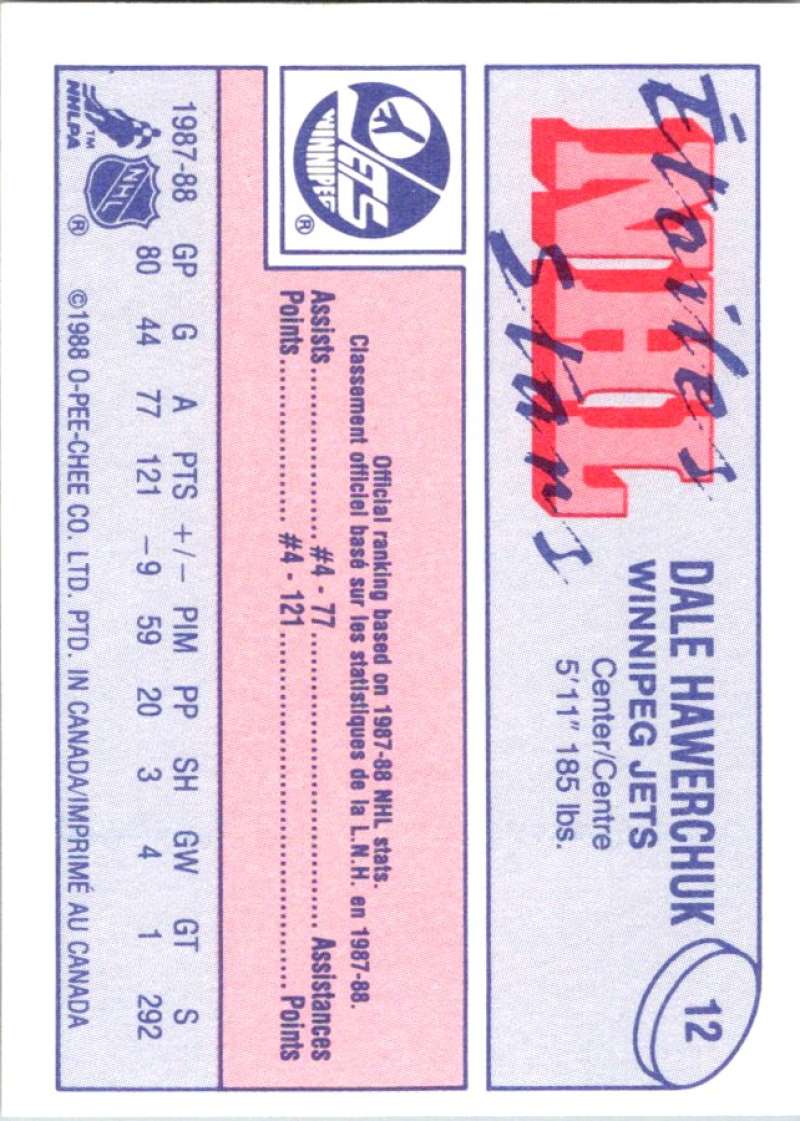 Étoiles
NHL
Stars
DALE HAWERCHUK
WINNIPEG JETS
Center/Centre
5'11" 185 lbs.
12
JETS
WINNIPEG
®
Official ranking based on 1987-88 NHL stats.
Classement officiel basé sur les statistiques de la L.N.H. en 1987-88.
Assists.................#4 - 77............................ Assistances
Points.................. #4 - 121.............................. Points
1987-88 GP G A PTS +/− PIM PP SH GW GT S
80 44 77 121 −9 59 20 3 4 1 292
™
NHLPA
NHL
®
©1988 O-PEE-CHEE CO. LTD. PTD. IN CANADA/IMPRIMÉ AU CANADA